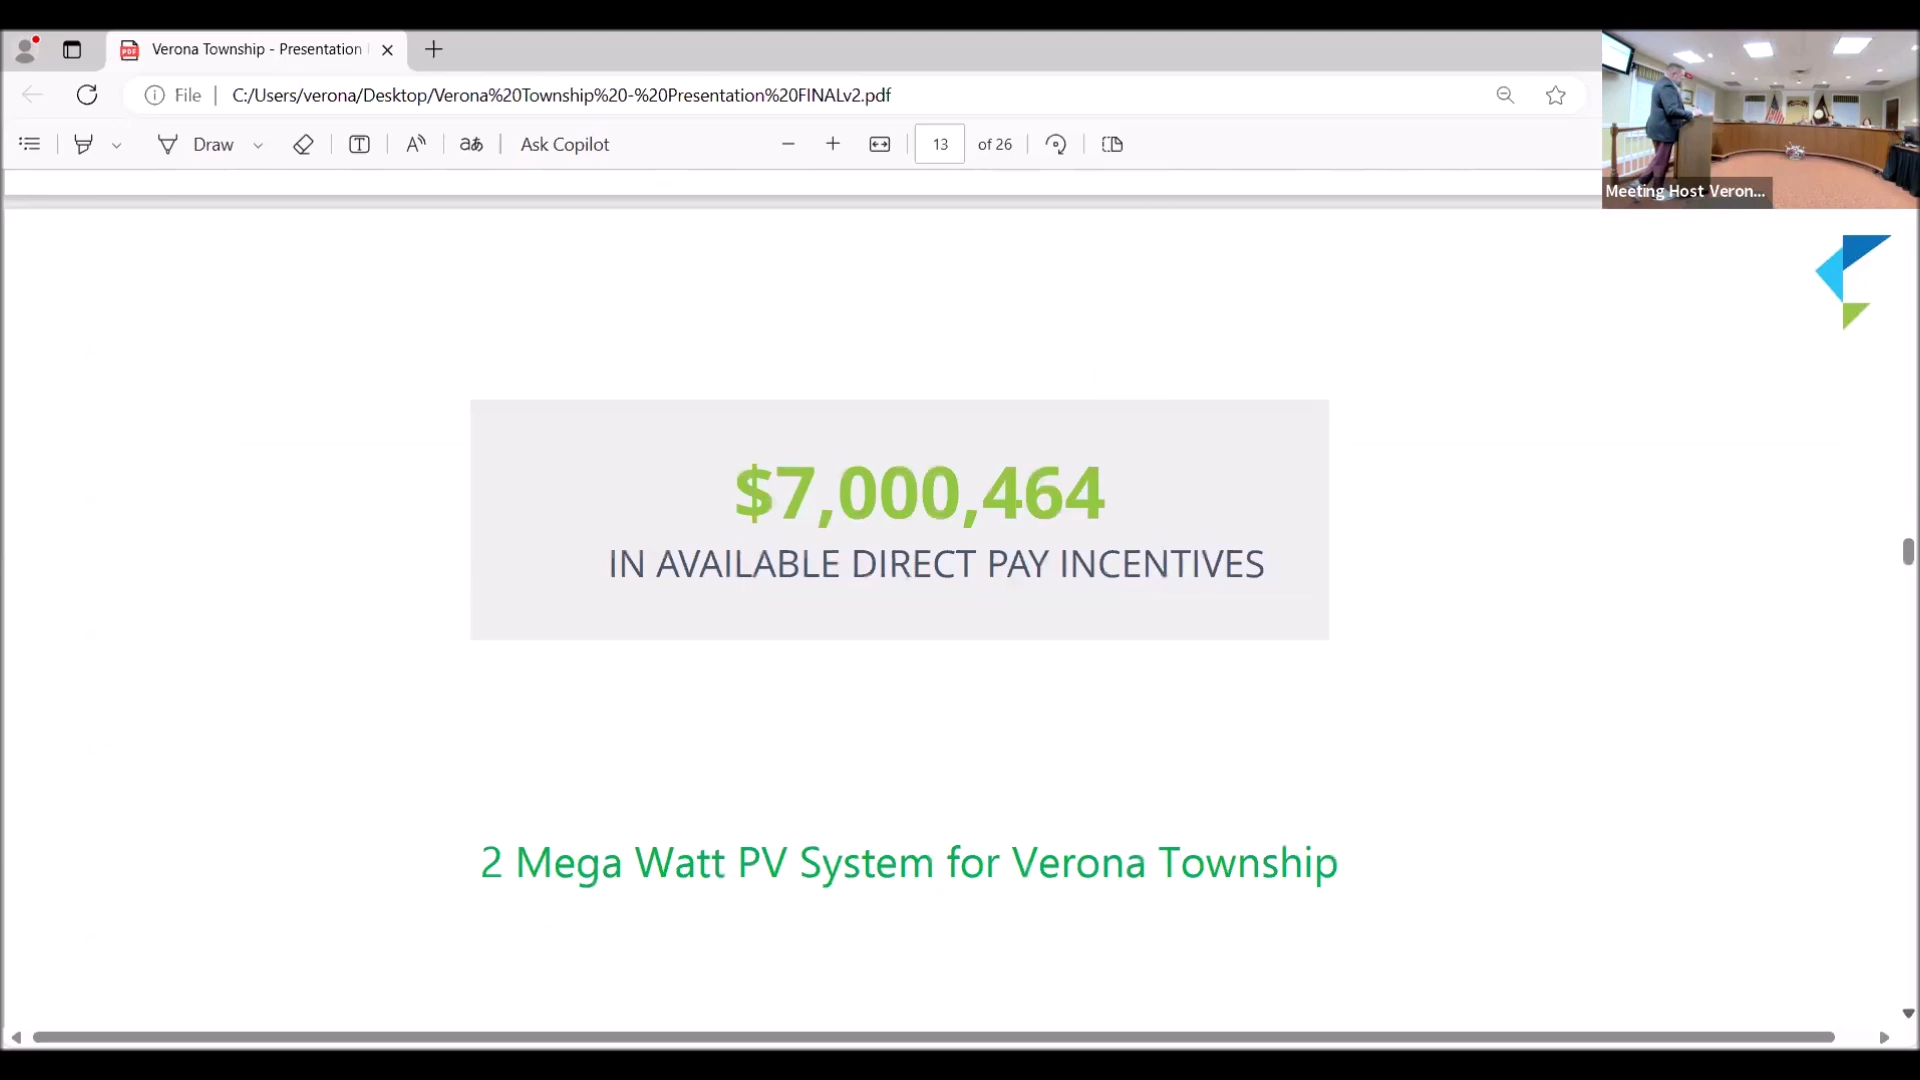 Verona Township - Presentation
File
C:/Users/verona/Desktop/Verona%20Township%20-%20Presentation%20FINALv2.pdf
Draw
Ask Copilot
13 of 26
Meeting Host Veron...
$7,000,464
IN AVAILABLE DIRECT PAY INCENTIVES
2 Mega Watt PV System for Verona Township